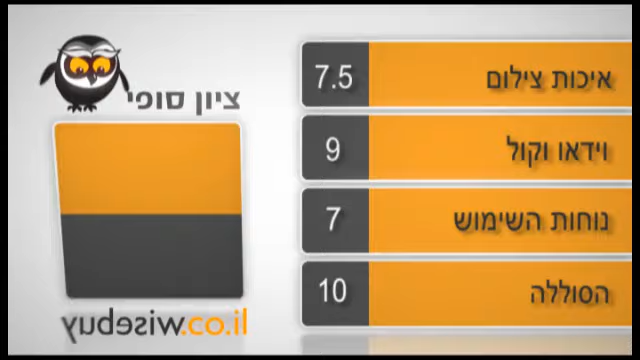 ציון סופי
7.5 איכות צילום
9 וידאו וקול
7 נוחות השימוש
10 הסוללה
wisebuy.co.il